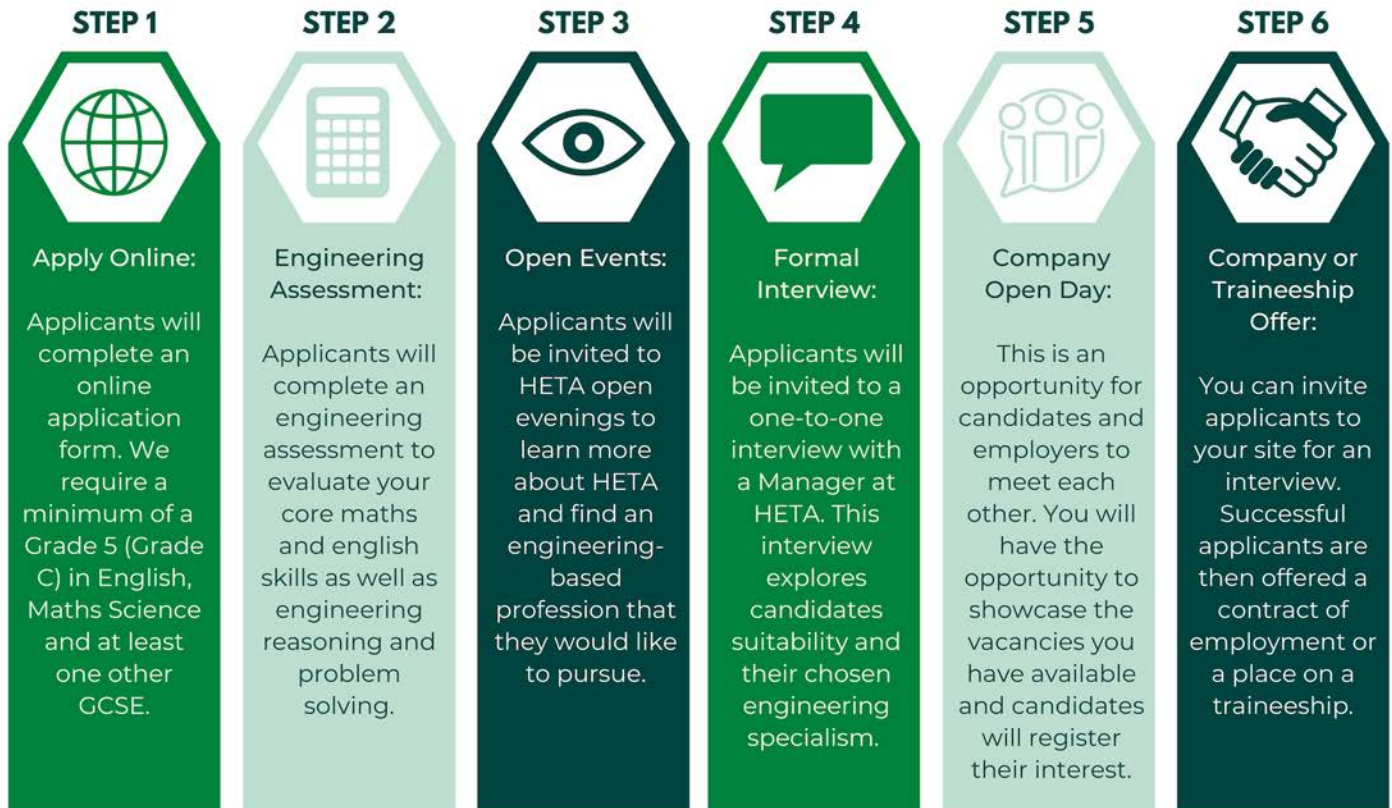 STEP 1
Apply Online:
Applicants will
complete an
online
application
form. We
require a
minimum of a
Grade 5 (Grade
C) in English,
Maths Science
and at least
one other
GCSE.
STEP 2
Engineering
Assessment:
Applicants will
complete an
engineering
assessment to
evaluate your
core maths
and english
skills as well as
engineering
reasoning and
problem
solving.
STEP 3
Open Events:
Applicants will
be invited to
HETA open
evenings to
learn more
about HETA
and find an
engineering-
based
profession that
they would like
to pursue.
STEP 4
Formal
Interview:
Applicants will
be invited to a
one-to-one
interview with
a Manager at
HETA. This
interview
explores
candidates
suitability and
their chosen
engineering
specialism.
STEP 5
Company
Open Day:
This is an
opportunity for
candidates and
employers to
meet each
other. You will
have the
opportunity to
showcase the
vacancies you
have available
and candidates
will register
their interest.
STEP 6
Company or
Traineeship
Offer:
You can invite
applicants to
your site for an
interview.
Successful
applicants are
then offered a
contract of
employment or
a place on a
traineeship.